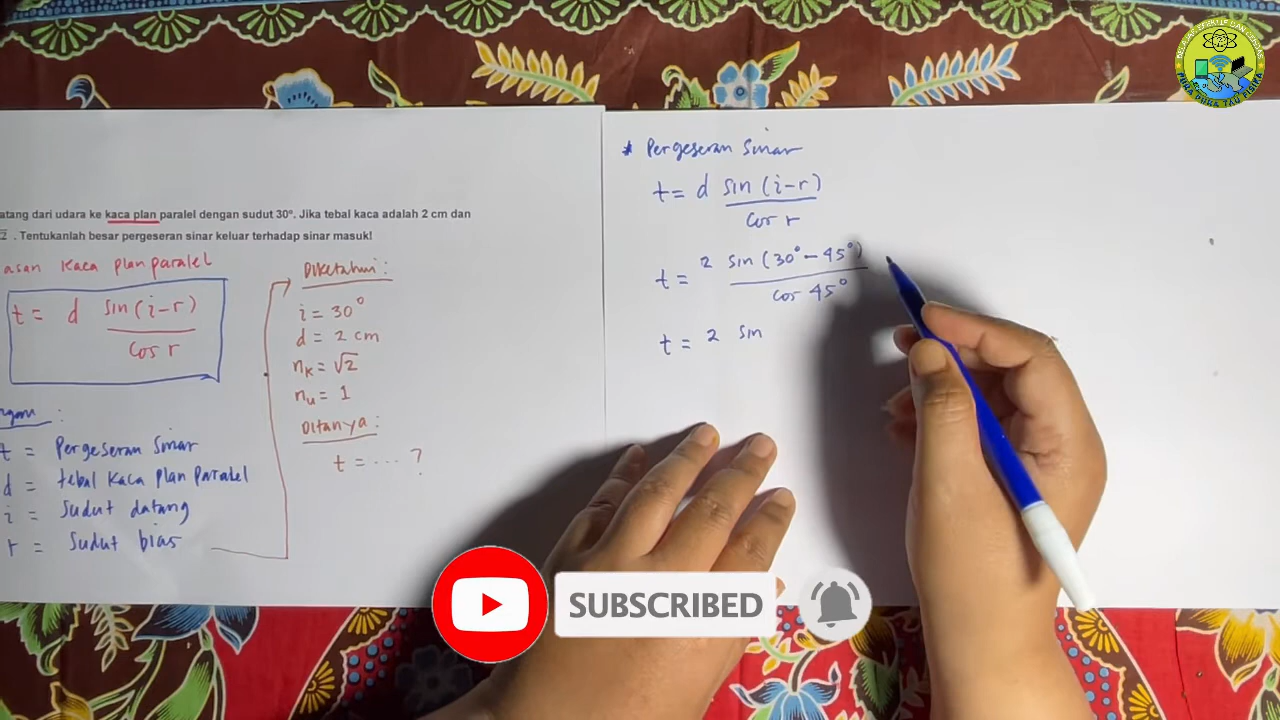 atang dari udara ke kaca plan paralel dengan sudut 30°. Jika tebal kaca adalah 2 cm dan
2 . Tentukanlah besar pergeseran sinar keluar terhadap sinar masuk!
asan Kaca Plan paralel
t = d sin (i-r)
cos r
t = Pergeseran Sinar
d = tebal Kaca Plan Paralel
i = Sudut datang
r = Sudut bias
Diketahui :
i = 30°
d = 2 cm
nK = √2
nu = 1
Ditanya :
t = .... ?
* Pergeseran Sinar
t = d sin (i-r)
cos r
t = 2 sin (30° - 45°)
cos 45°
t = 2 sin
SUBSCRIBED